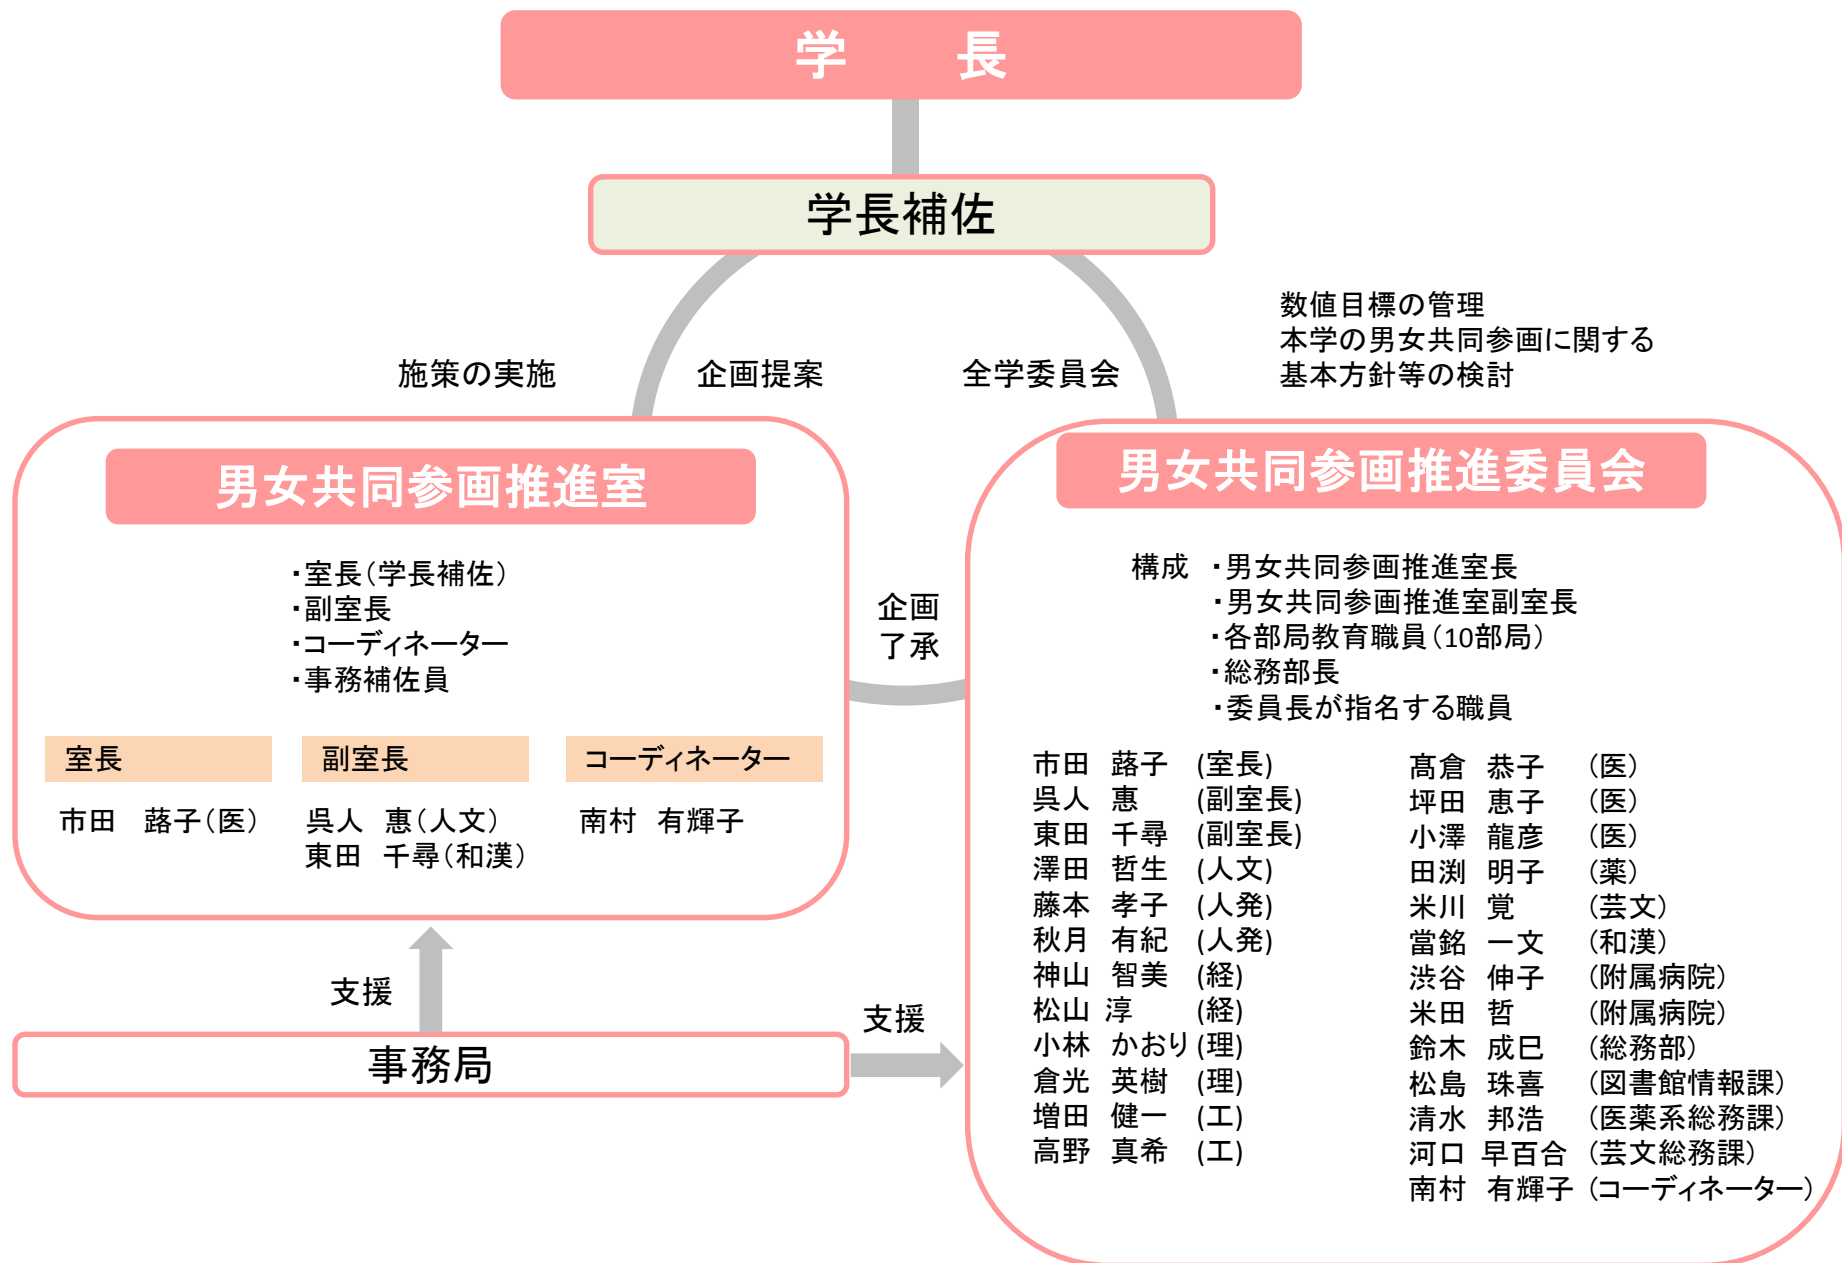 学　長
学長補佐
数値目標の管理
本学の男女共同参画に関する
基本方針等の検討
施策の実施
企画提案
全学委員会
男女共同参画推進室
・室長（学長補佐）
・副室長
・コーディネーター
・事務補佐員
室長
市田　蕗子（医）
副室長
呉人　惠（人文）
東田　千尋（和漢）
コーディネーター
南村　有輝子
企画
了承
男女共同参画推進委員会
構成　・男女共同参画推進室長
・男女共同参画推進室副室長
・各部局教育職員（10部局）
・総務部長
・委員長が指名する職員
市田　蕗子　(室長)
呉人　惠　(副室長)
東田　千尋　(副室長)
澤田　哲生　(人文)
藤本　孝子　(人発)
秋月　有紀　(人発)
神山　智美　(経)
松山　淳　(経)
小林　かおり (理)
倉光　英樹　(理)
増田　健一　(工)
高野　真希　(工)
髙倉　恭子　（医）
坪田　恵子　（医）
小澤　龍彦　（医）
田渕　明子　（薬）
米川　覚　（芸文）
當銘　一文　（和漢）
渋谷　伸子　（附属病院）
米田　哲　（附属病院）
鈴木　成巳　（総務部）
松島　珠喜　（図書館情報課）
清水　邦浩　（医薬系総務課）
河口　早百合　（芸文総務課）
南村　有輝子　（コーディネーター）
支援
事務局
支援